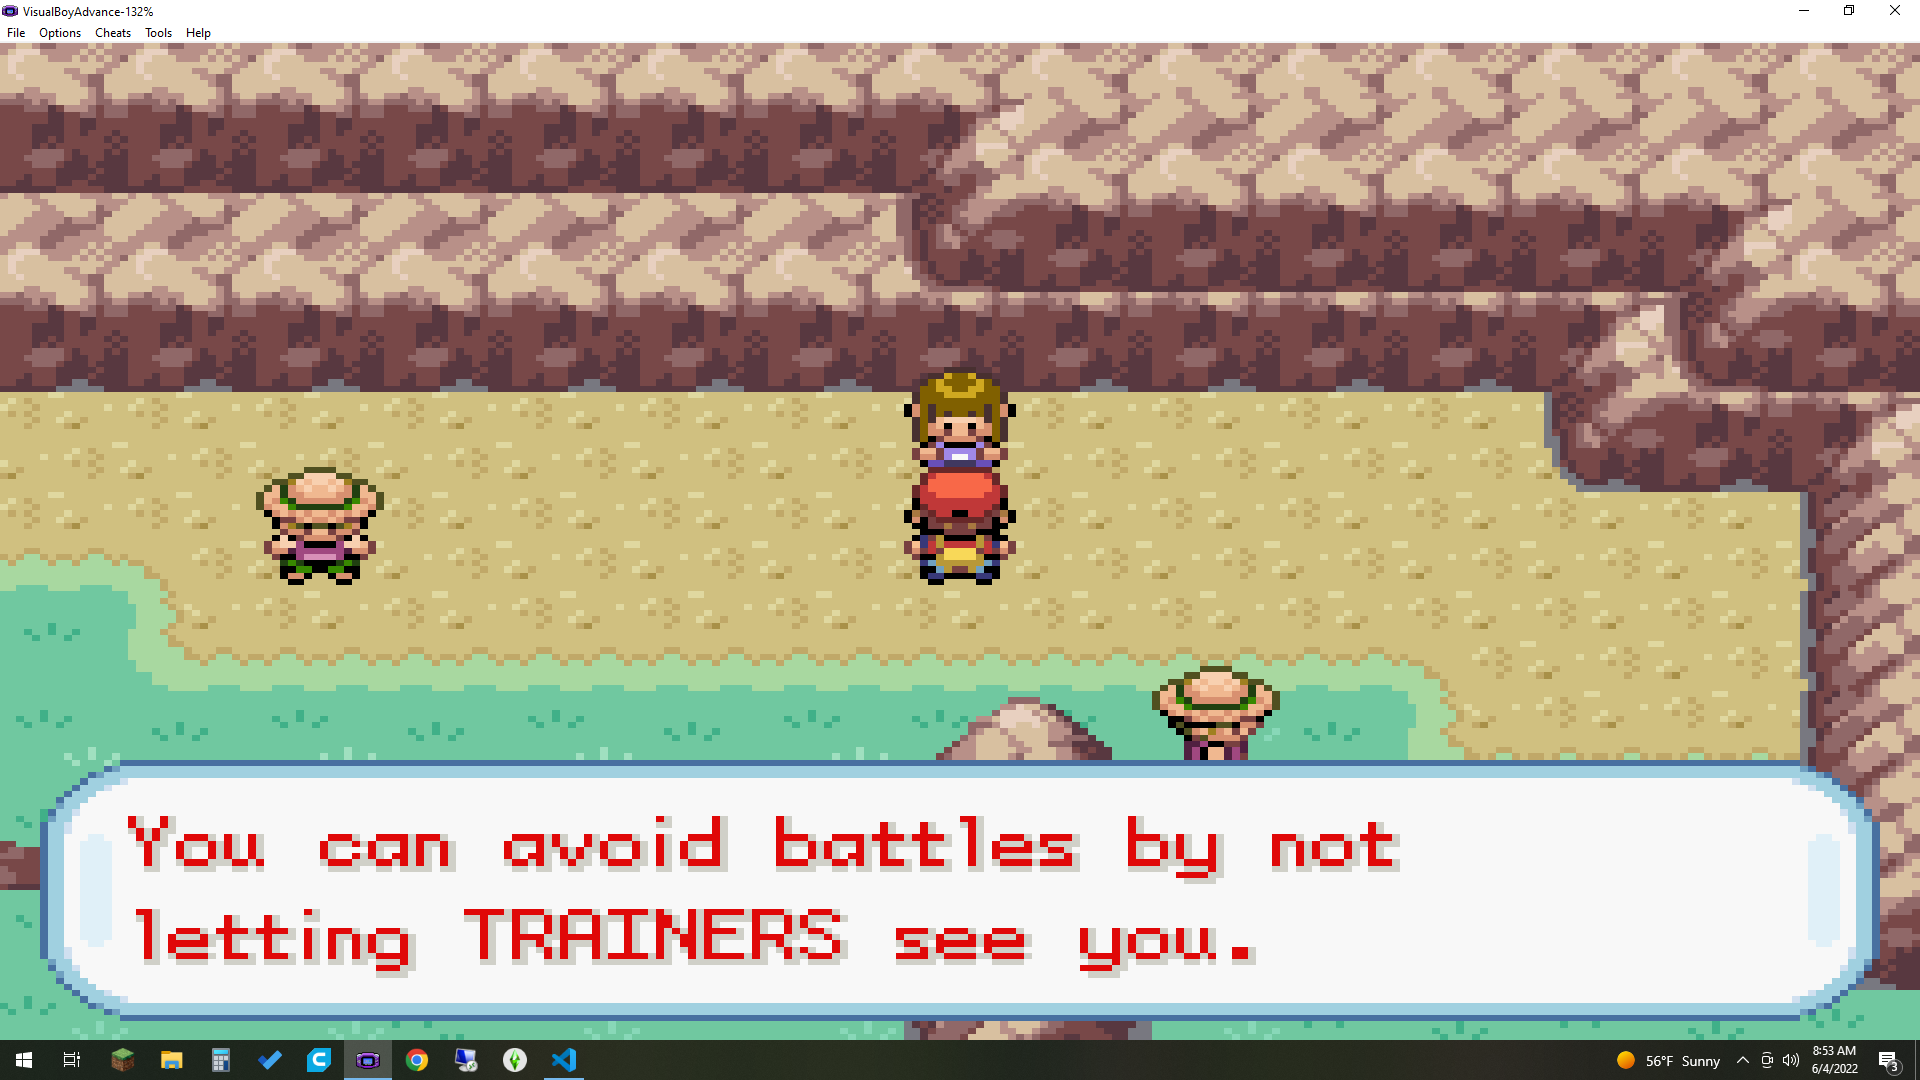 VisualBoyAdvance-132%
File Options Cheats Tools Help
You can avoid battles by not
letting TRAINERS see you.
56°F Sunny
8:53 AM
6/4/2022
3